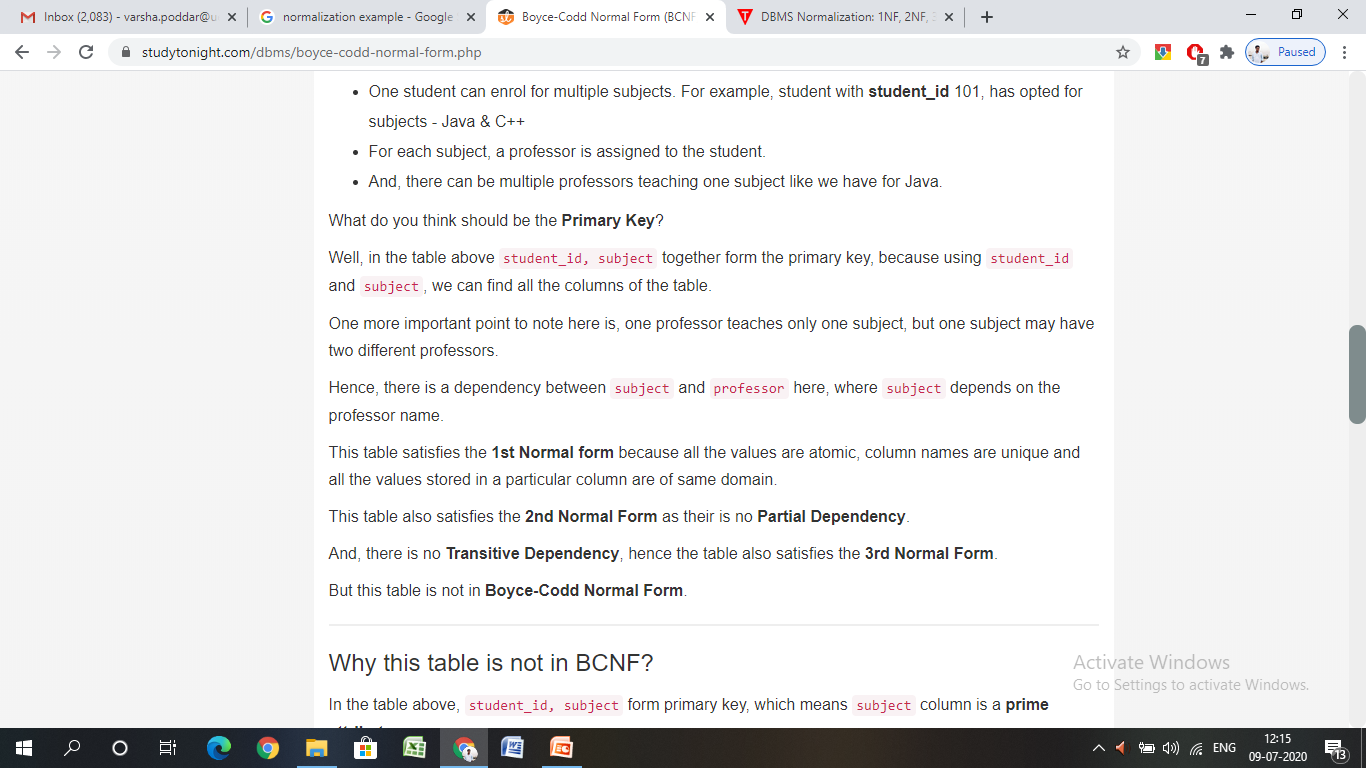 Inbox (2,083) - varsha.poddar@u
normalization example - Google
Boyce-Codd Normal Form (BCNF
DBMS Normalization: 1NF, 2NF, 3
studytonight.com/dbms/boyce-codd-normal-form.php
7
Paused
One student can enrol for multiple subjects. For example, student with student_id 101, has opted for
subjects - Java & C++
For each subject, a professor is assigned to the student.
And, there can be multiple professors teaching one subject like we have for Java.
What do you think should be the Primary Key?
Well, in the table above student_id, subject together form the primary key, because using student_id
and subject, we can find all the columns of the table.
One more important point to note here is, one professor teaches only one subject, but one subject may have
two different professors.
Hence, there is a dependency between subject and professor here, where subject depends on the
professor name.
This table satisfies the 1st Normal form because all the values are atomic, column names are unique and
all the values stored in a particular column are of same domain.
This table also satisfies the 2nd Normal Form as their is no Partial Dependency.
And, there is no Transitive Dependency, hence the table also satisfies the 3rd Normal Form.
But this table is not in Boyce-Codd Normal Form.
Why this table is not in BCNF?
Activate Windows
Go to Settings to activate Windows.
In the table above, student_id, subject form primary key, which means subject column is a prime
ENG
12:15
09-07-2020
13